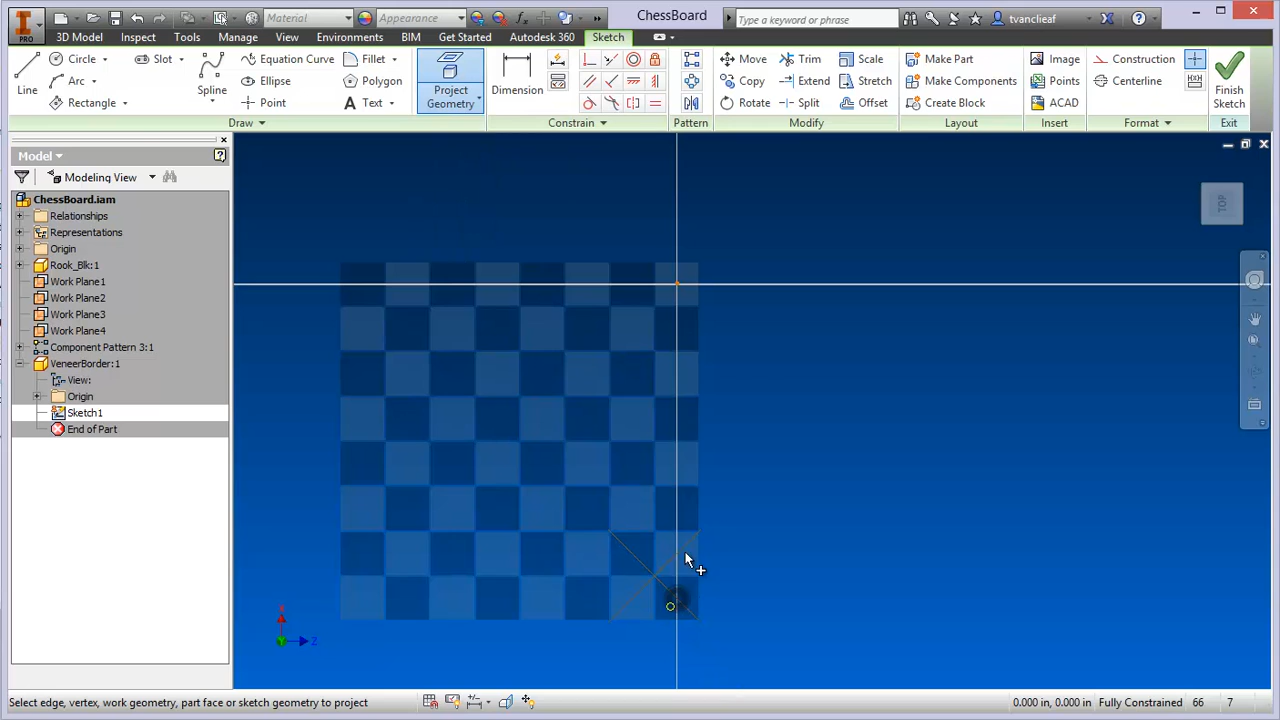 Material
Appearance
ChessBoard
Type a keyword or phrase
tvanclieaf
PRO
3D Model
Inspect
Tools
Manage
View
Environments
BIM
Get Started
Autodesk 360
Sketch
Line
Circle
Arc
Rectangle
Slot
Spline
Equation Curve
Ellipse
Point
Fillet
Polygon
Text
Project Geometry
Dimension
Move
Copy
Rotate
Trim
Extend
Split
Scale
Stretch
Offset
Make Part
Make Components
Create Block
Image
Points
ACAD
Construction
Centerline
Finish Sketch
Draw
Constrain
Pattern
Modify
Layout
Insert
Format
Exit
Model
Modeling View
ChessBoard.iam
Relationships
Representations
Origin
Rook_Blk:1
Work Plane1
Work Plane2
Work Plane3
Work Plane4
Component Pattern 3:1
VeneerBorder:1
View:
Origin
Sketch1
End of Part
TOP
Z
Select edge, vertex, work geometry, part face or sketch geometry to project
0.000 in, 0.000 in
Fully Constrained
66
7